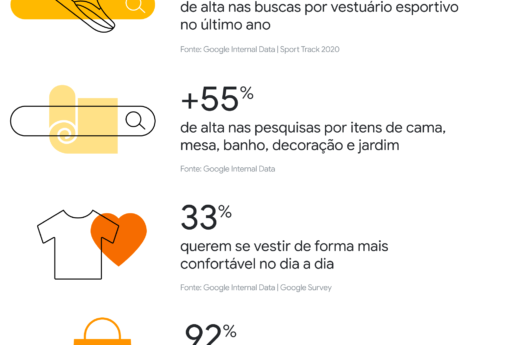 de alta nas buscas por vestuário esportivo
no último ano
Fonte: Google Internal Data | Sport Track 2020
+55%
de alta nas pesquisas por itens de cama,
mesa, banho, decoração e jardim
Fonte: Google Internal Data
33%
querem se vestir de forma mais
confortável no dia a dia
Fonte: Google Internal Data | Google Survey
92%